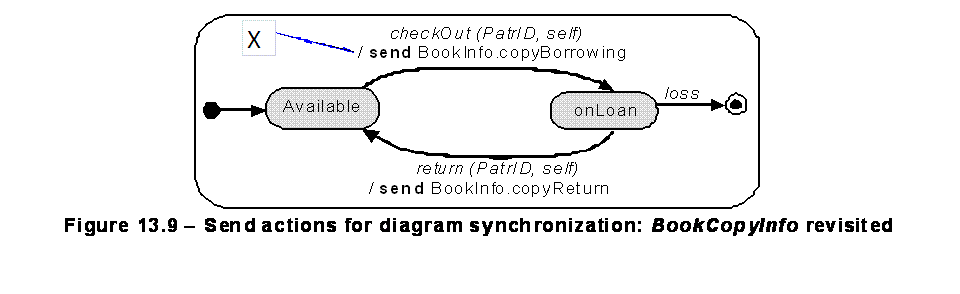 X
checkOut (PatrID, self)
/ send BookInfo.copyBorrowing
Available
onLoan
loss
return (PatrID, self)
/ send BookInfo.copyReturn
Figure 13.9 – Send actions for diagram synchronization: BookCopyInfo revisited